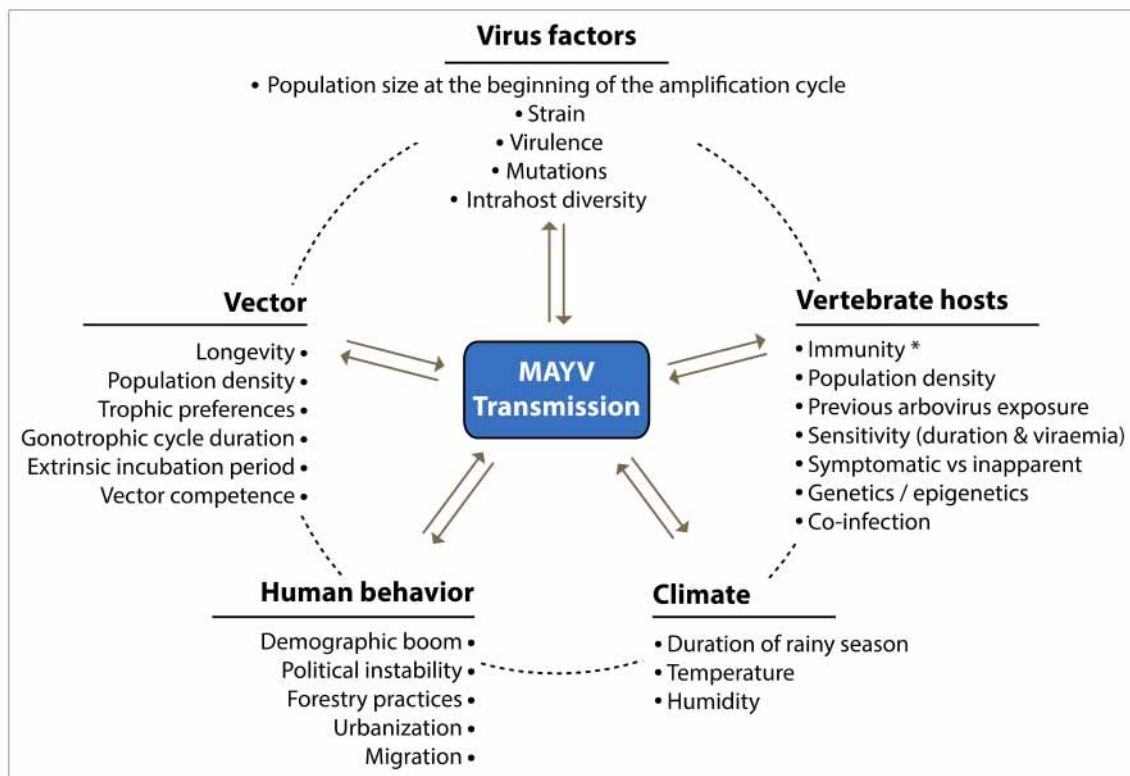 Virus factors
• Population size at the beginning of the amplification cycle
• Strain
• Virulence
• Mutations
• Intrahost diversity
Vector
Longevity •
Population density •
Trophic preferences •
Gonotrophic cycle duration •
Extrinsic incubation period •
Vector competence •
MAYV
Transmission
Vertebrate hosts
• Immunity *
• Population density
• Previous arbovirus exposure
• Sensitivity (duration & viraemia)
• Symptomatic vs inapparent
• Genetics / epigenetics
• Co-infection
Human behavior
Demographic boom •
Political instability •
Forestry practices •
Urbanization •
Migration •
Climate
• Duration of rainy season
• Temperature
• Humidity